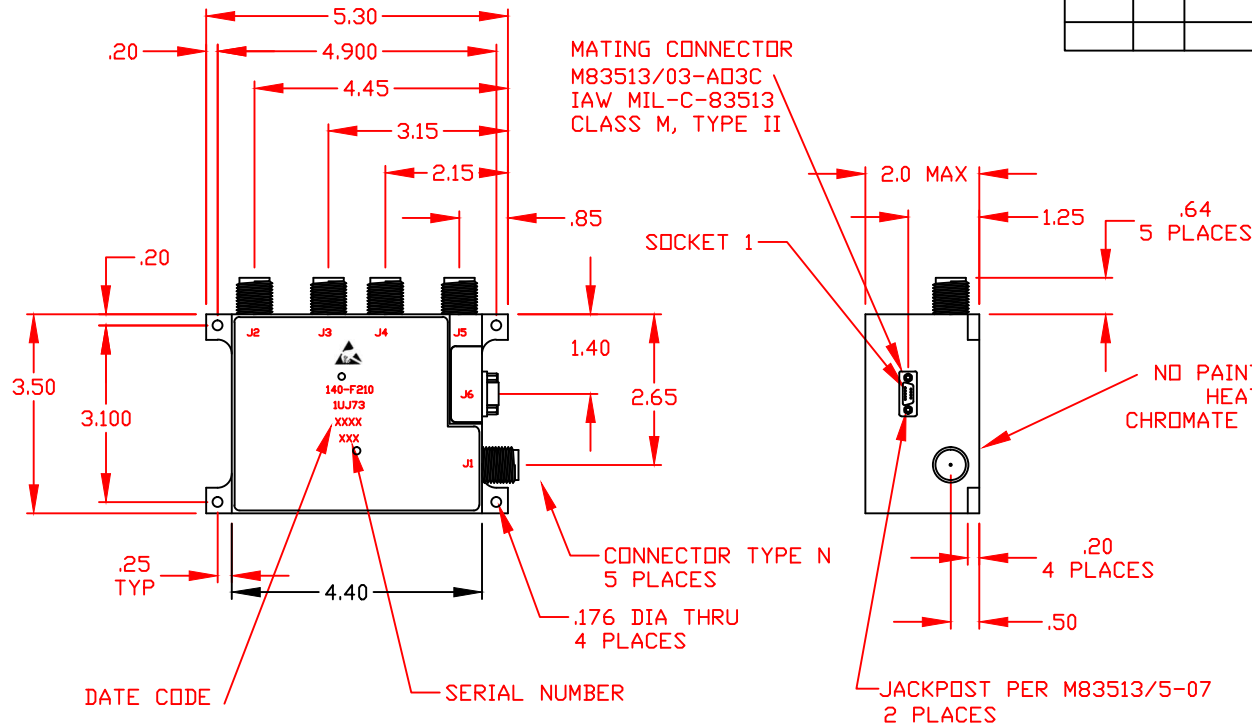 5.30
.20
4.900
4.45
3.15
2.15
.85
.20
MATING CONNECTOR
M83513/03-A03C
IAW MIL-C-83513
CLASS M, TYPE II
SOCKET 1
2.0 MAX
1.25
.64
5 PLACES
J2
J3
J4
J5
J6
J1
140-F210
1UJ73
XXXX
XXX
3.50
3.100
1.40
2.65
NO PAINT
HEAT
CHROMATE
.25
TYP
4.40
CONNECTOR TYPE N
5 PLACES
.176 DIA THRU
4 PLACES
.20
4 PLACES
.50
DATE CODE
SERIAL NUMBER
JACKPOST PER M83513/5-07
2 PLACES